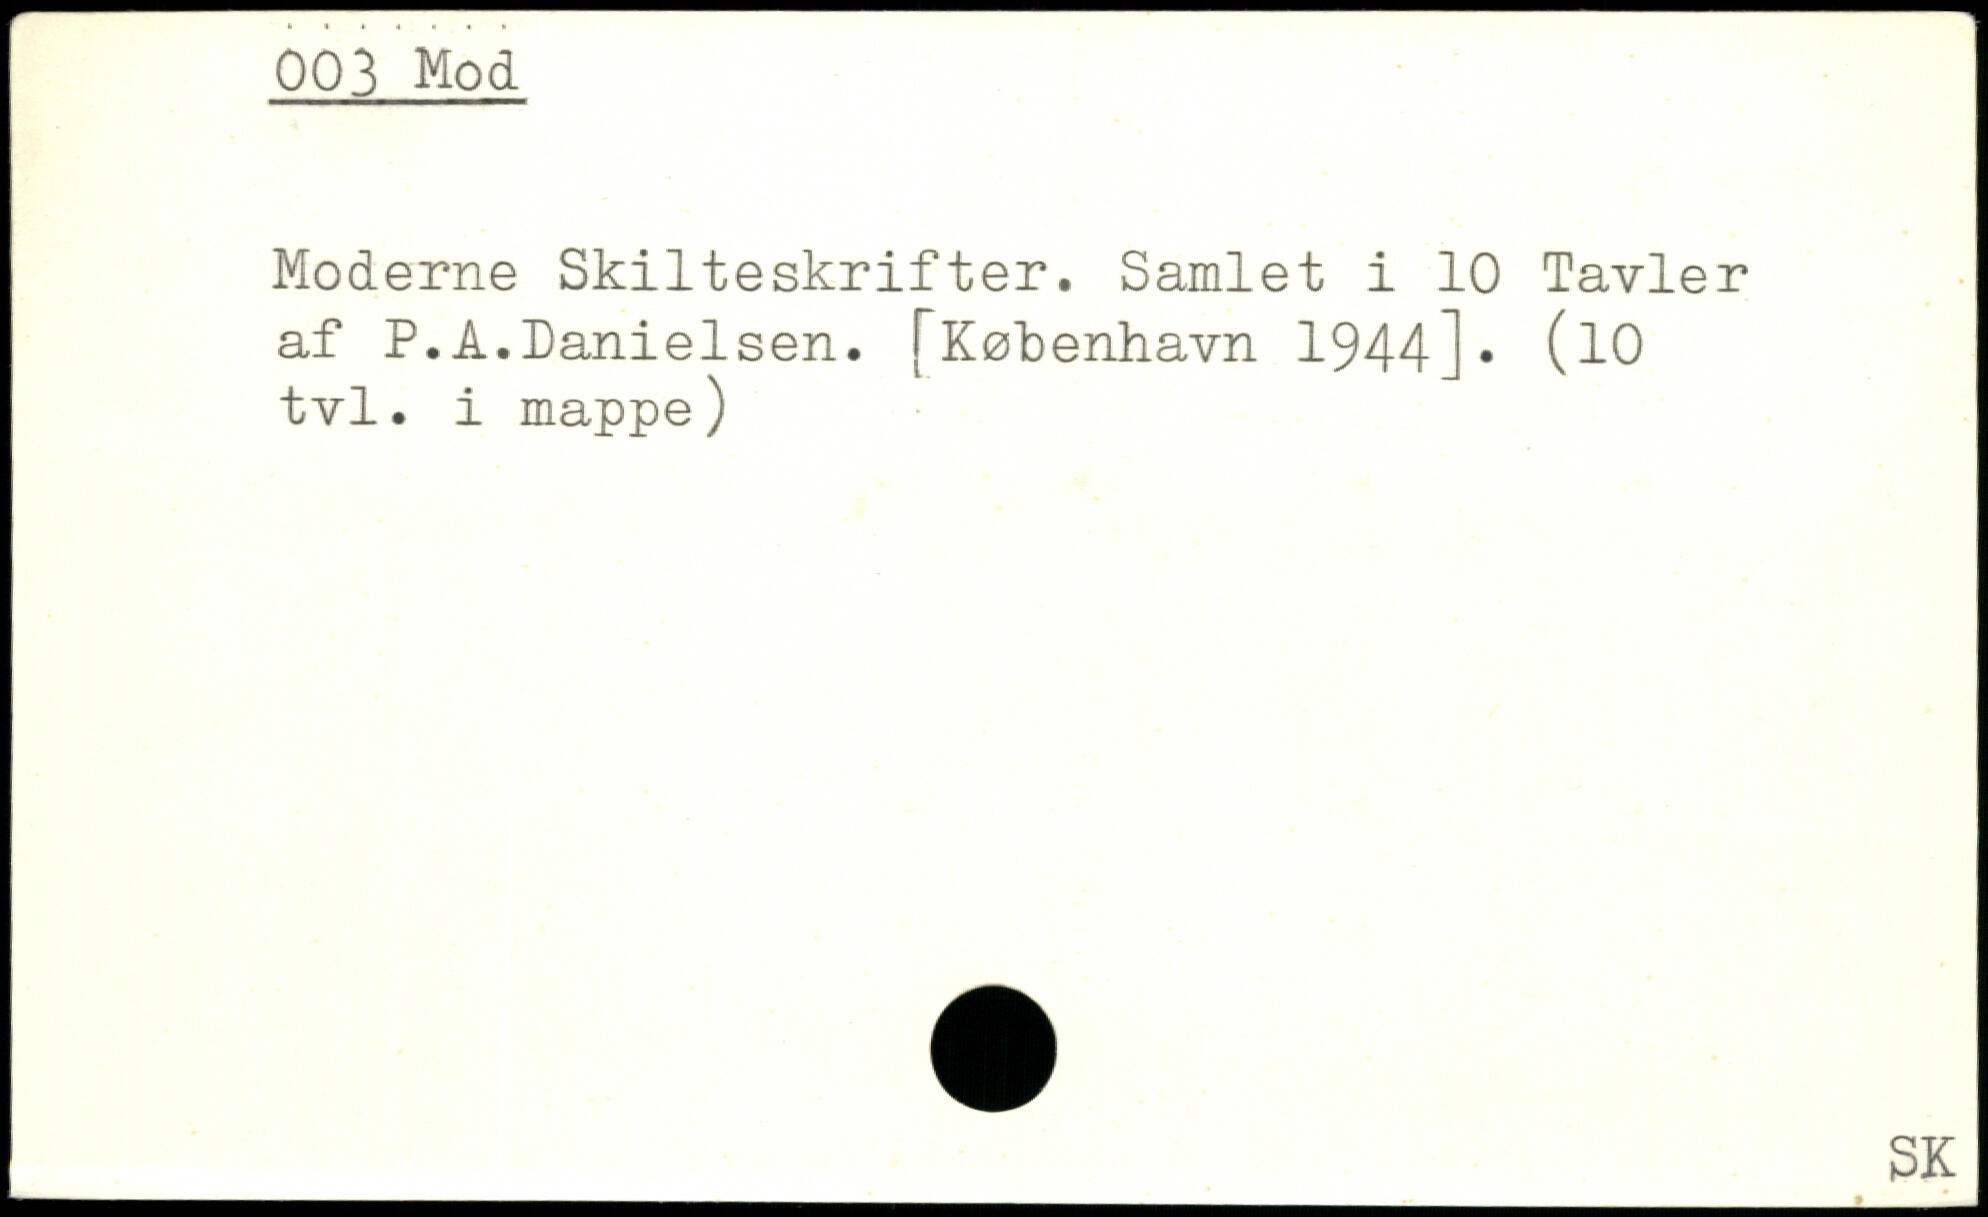 003 Mod
Moderne Skilteskrifter. Samlet i 10 Tavler
af P.A.Danielsen. [København 1944]. (10
tvl. i mappe)
SK